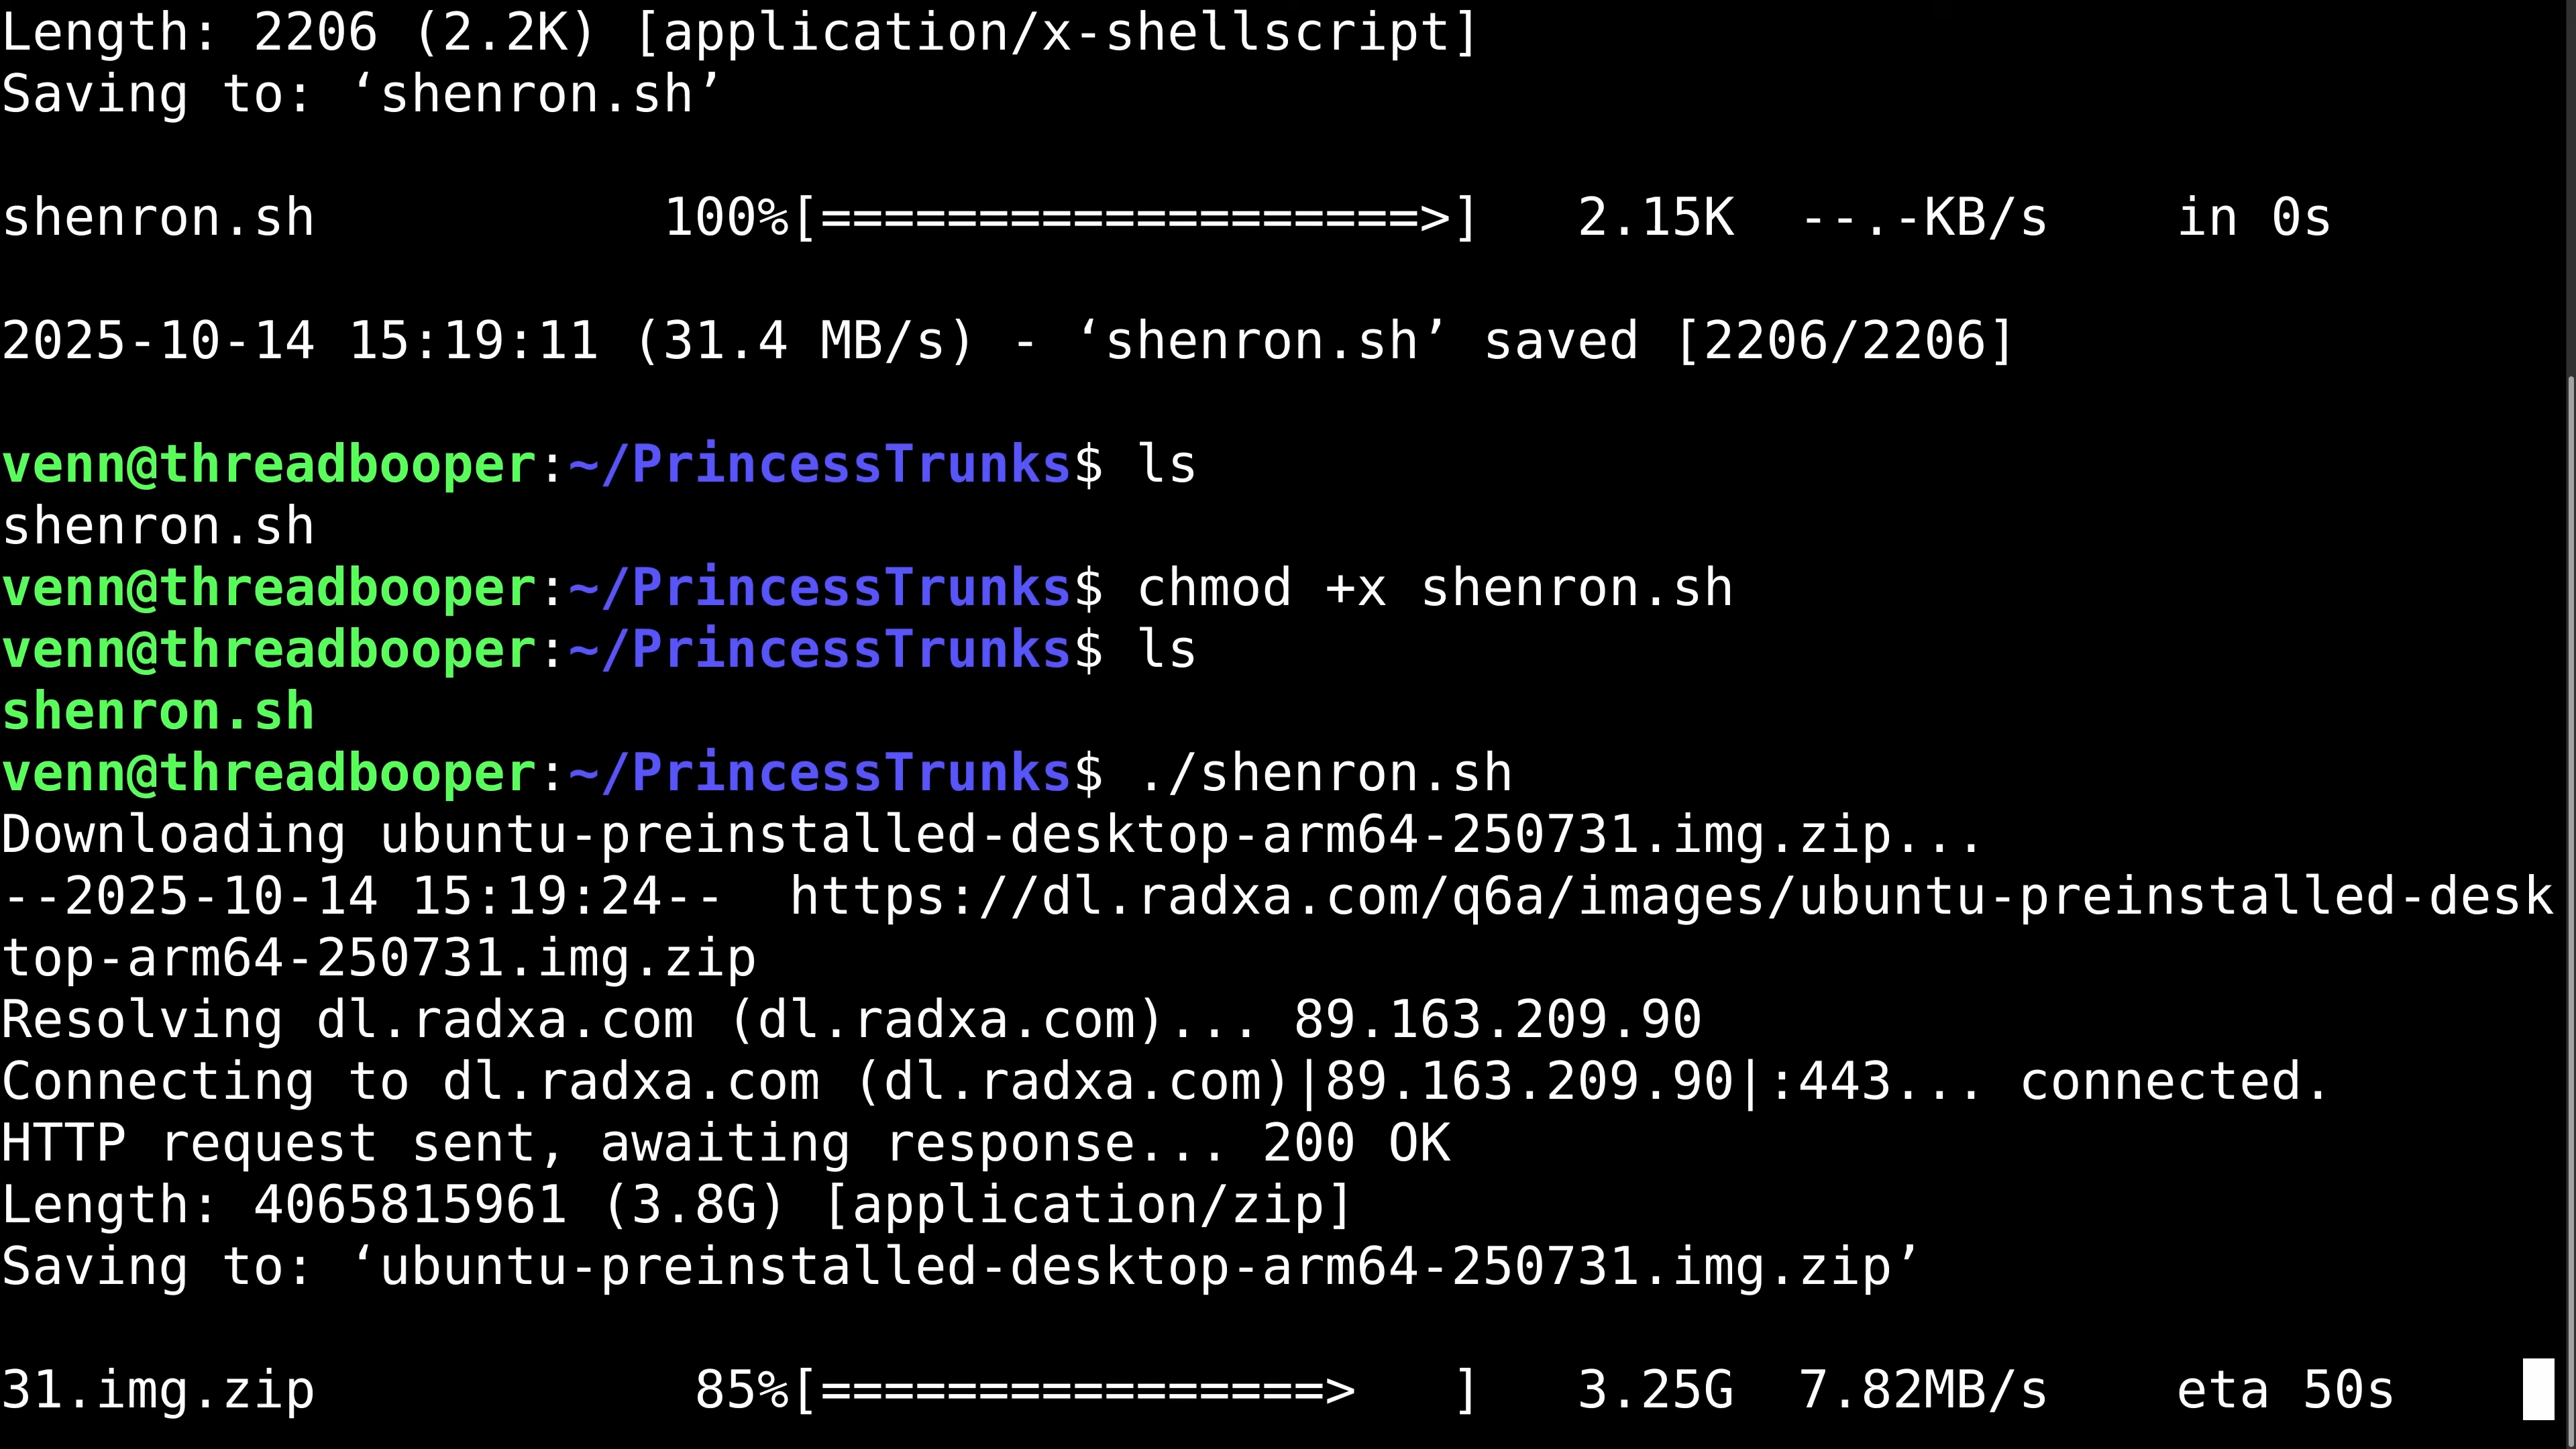 Length: 2206 (2.2K) [application/x-shellscript]
Saving to: ‘shenron.sh’
shenron.sh 100%[===================>] 2.15K --.-KB/s in 0s
2025-10-14 15:19:11 (31.4 MB/s) - ‘shenron.sh’ saved [2206/2206]
venn@threadbooper:~/PrincessTrunks$ ls
shenron.sh
venn@threadbooper:~/PrincessTrunks$ chmod +x shenron.sh
venn@threadbooper:~/PrincessTrunks$ ls
shenron.sh
venn@threadbooper:~/PrincessTrunks$ ./shenron.sh
Downloading ubuntu-preinstalled-desktop-arm64-250731.img.zip...
--2025-10-14 15:19:24--  https://dl.radxa.com/q6a/images/ubuntu-preinstalled-desk
top-arm64-250731.img.zip
Resolving dl.radxa.com (dl.radxa.com)... 89.163.209.90
Connecting to dl.radxa.com (dl.radxa.com)|89.163.209.90|:443... connected.
HTTP request sent, awaiting response... 200 OK
Length: 4065815961 (3.8G) [application/zip]
Saving to: ‘ubuntu-preinstalled-desktop-arm64-250731.img.zip’
31.img.zip 85%[================>   ] 3.25G 7.82MB/s eta 50s